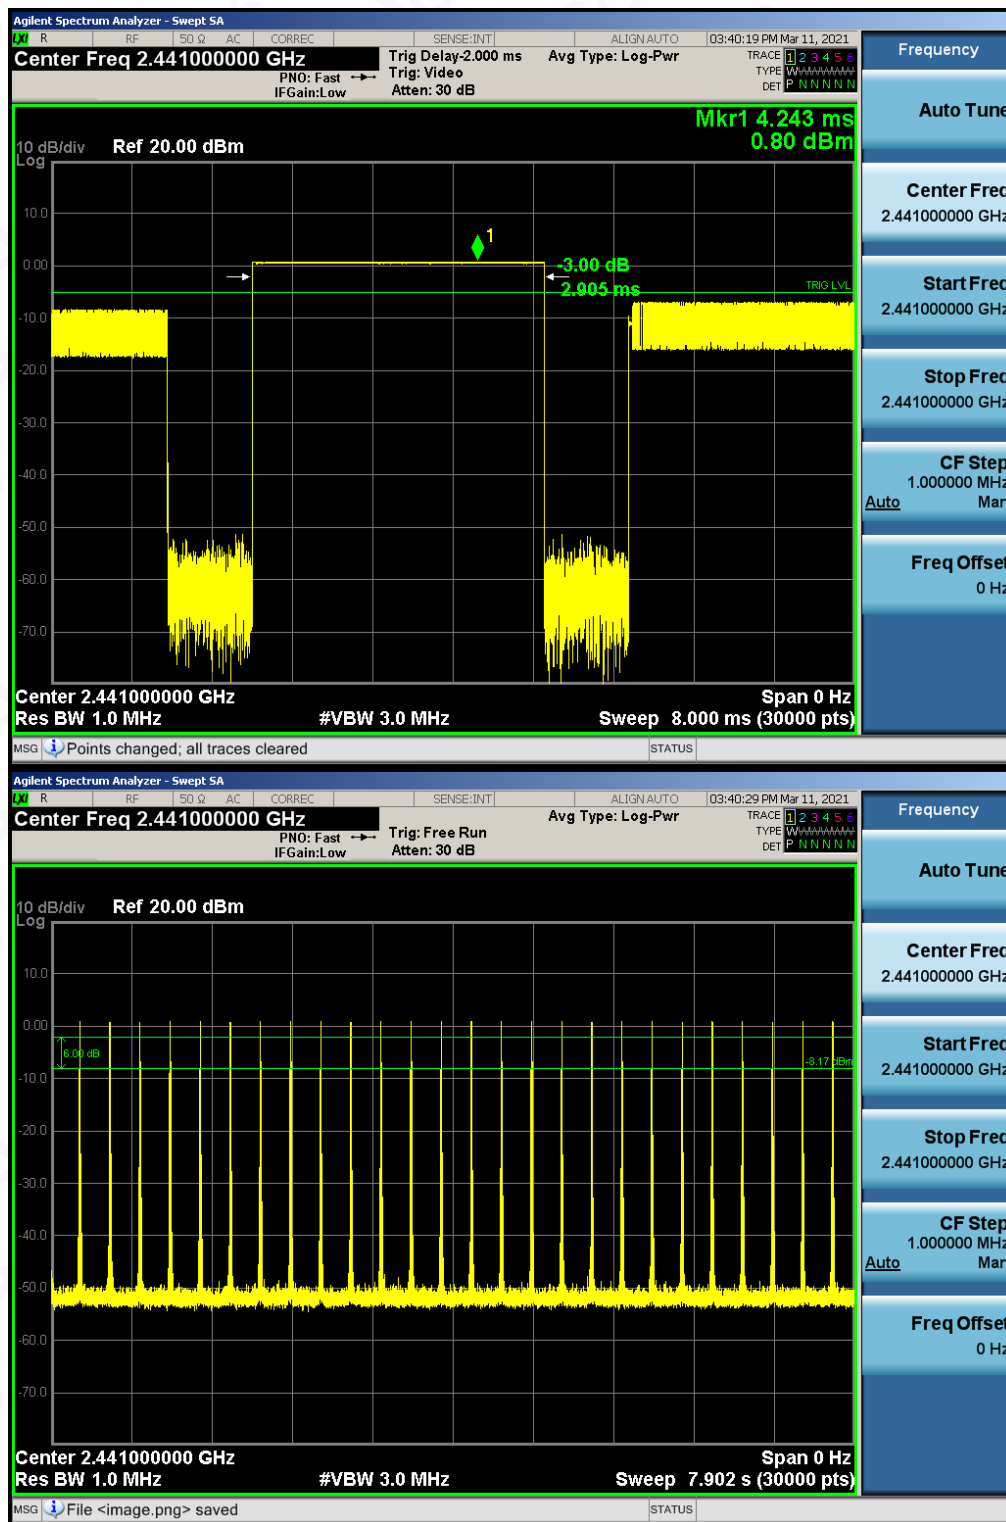 Agilent Spectrum Analyzer - Swept SA
LXI R RF 50 Ω AC CORREC SENSE:INT ALIGN AUTO 03:40:19 PM Mar 11, 2021
Center Freq 2.441000000 GHz
PNO: Fast
IFGain:Low
Trig Delay-2.000 ms
Trig: Video
Atten: 30 dB
Avg Type: Log-Pwr
TRACE 1 2 3 4 5 6
TYPE
DET P N N N N N
Frequency
Auto Tune
Mkr1 4.243 ms
0.80 dBm
10 dB/div
Log
Ref 20.00 dBm
10.0
0.00
-10.0
-20.0
-30.0
-40.0
-50.0
-60.0
-70.0
1
-3.00 dB
2.905 ms
TRIG LVL
Center Freq
2.441000000 GHz
Start Freq
2.441000000 GHz
Stop Freq
2.441000000 GHz
CF Step
1.000000 MHz
Auto Man
Freq Offset
0 Hz
Center 2.441000000 GHz
Span 0 Hz
Res BW 1.0 MHz
#VBW 3.0 MHz
Sweep 8.000 ms (30000 pts)
MSG Points changed; all traces cleared
STATUS
Agilent Spectrum Analyzer - Swept SA
LXI R RF 50 Ω AC CORREC SENSE:INT ALIGN AUTO 03:40:29 PM Mar 11, 2021
Center Freq 2.441000000 GHz
PNO: Fast
IFGain:Low
Trig: Free Run
Atten: 30 dB
Avg Type: Log-Pwr
TRACE 1 2 3 4 5 6
TYPE
DET P N N N N N
Frequency
Auto Tune
10 dB/div
Log
Ref 20.00 dBm
10.0
0.00
-10.0
-20.0
-30.0
-40.0
-50.0
-60.0
-70.0
6.00 dB
-8.17 dBm
Center Freq
2.441000000 GHz
Start Freq
2.441000000 GHz
Stop Freq
2.441000000 GHz
CF Step
1.000000 MHz
Auto Man
Freq Offset
0 Hz
Center 2.441000000 GHz
Span 0 Hz
Res BW 1.0 MHz
#VBW 3.0 MHz
Sweep 7.902 s (30000 pts)
MSG File <image.png> saved
STATUS